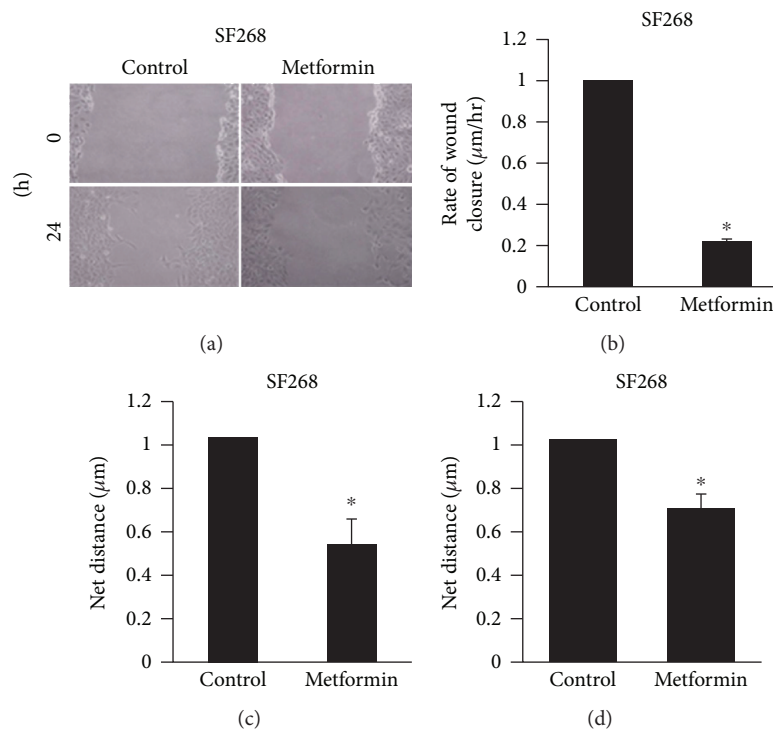 SF268
Control Metformin
(h)
0
24
(a)
SF268
Rate of wound
closure (μm/hr)
1.2
1
0.8
0.6
0.4
0.2
0
*
Control Metformin
(b)
SF268
Net distance (μm)
1.2
1
0.8
0.6
0.4
0.2
0
*
Control Metformin
(c)
SF268
Net distance (μm)
1.2
1
0.8
0.6
0.4
0.2
0
*
Control Metformin
(d)